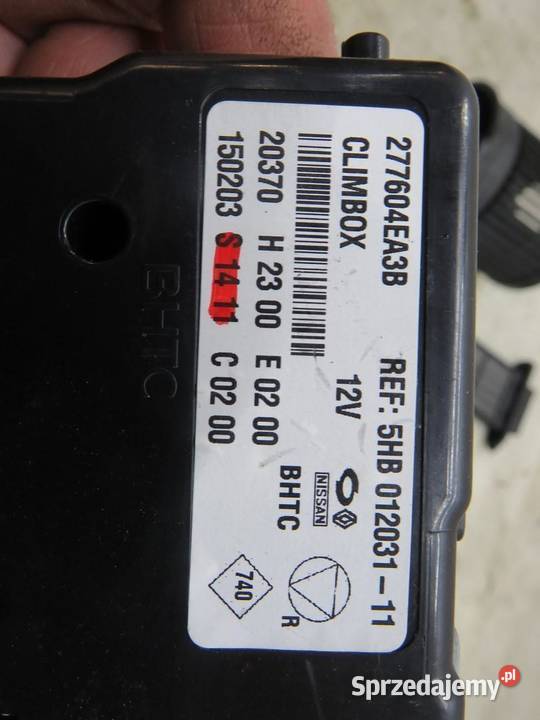 277604EA3B REF: 5HB 012031-11
CLIMBOX 12V
NISSAN
BHTC
20370 H 23 00 E 02 00
150203 S 14 11 C 02 00
R
740
BHTC
Sprzedajemy.pl